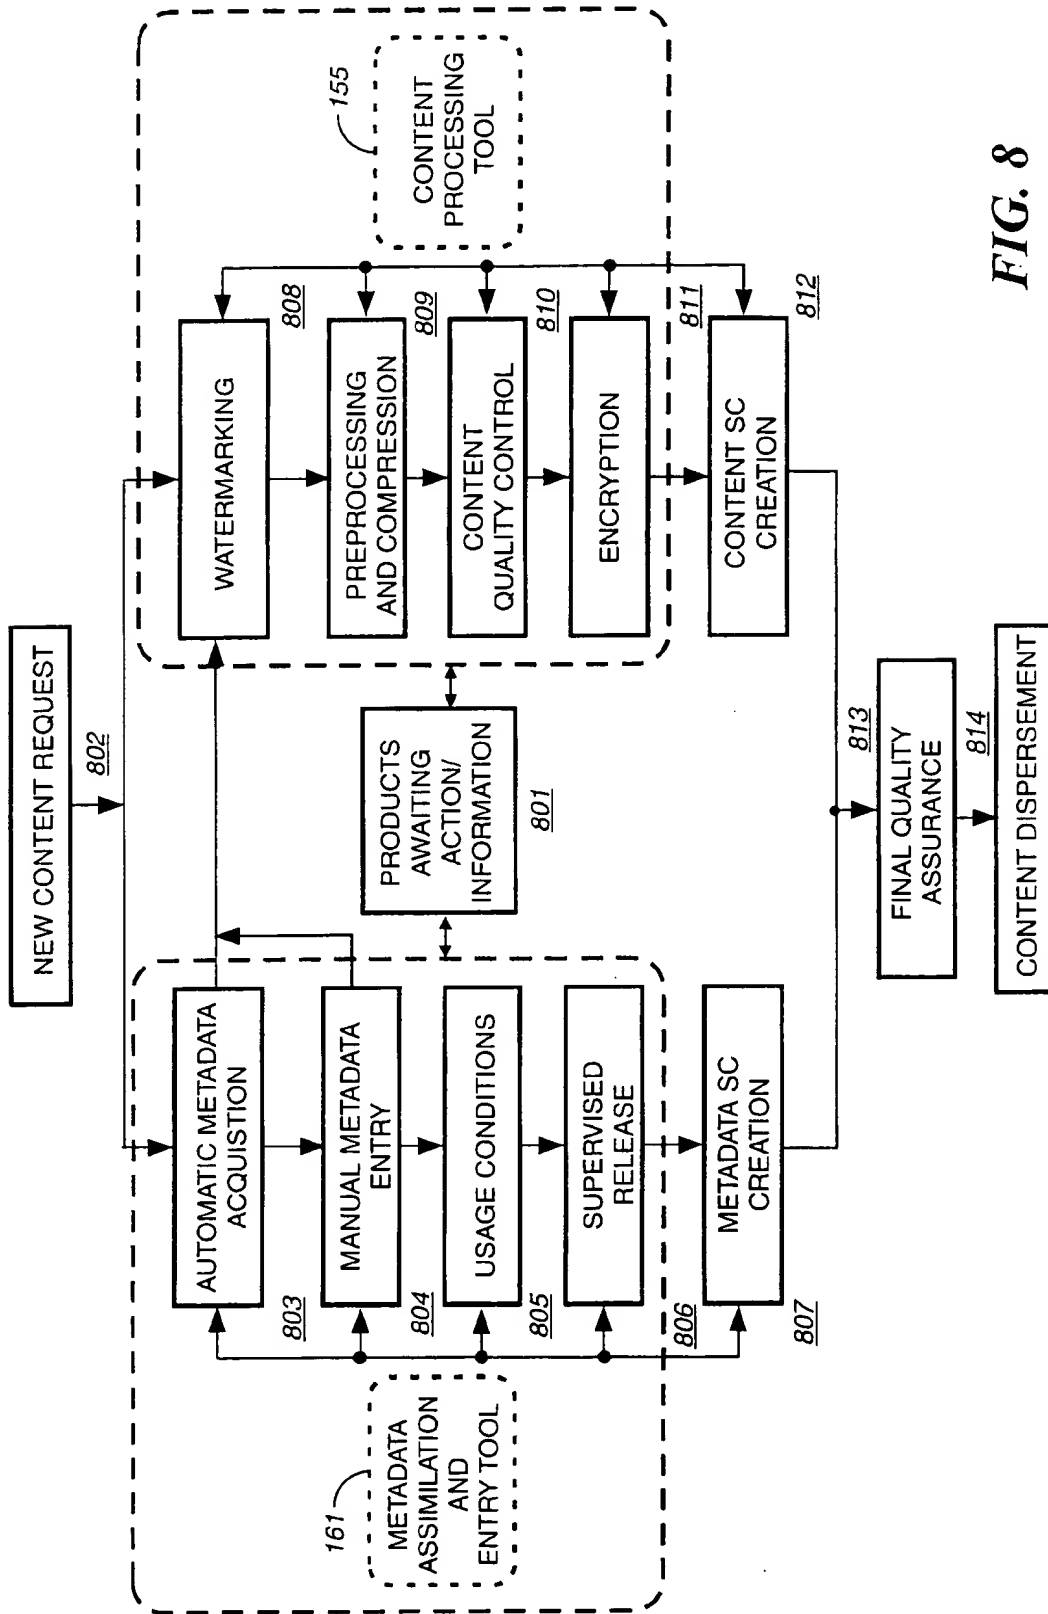 NEW CONTENT REQUEST
802
AUTOMATIC METADATA
ACQUISTION
803
MANUAL METADATA
ENTRY
804
USAGE CONDITIONS
805
SUPERVISED
RELEASE
806
METADATA SC
CREATION
807
161
METADATA
ASSIMILATION
AND
ENTRY TOOL
PRODUCTS
AWAITING
ACTION/
INFORMATION
801
WATERMARKING
808
PREPROCESSING
AND COMPRESSION
809
CONTENT
QUALITY CONTROL
810
ENCRYPTION
811
CONTENT SC
CREATION
812
155
CONTENT
PROCESSING
TOOL
813
FINAL QUALITY
ASSURANCE
814
CONTENT DISPERSEMENT
FIG. 8